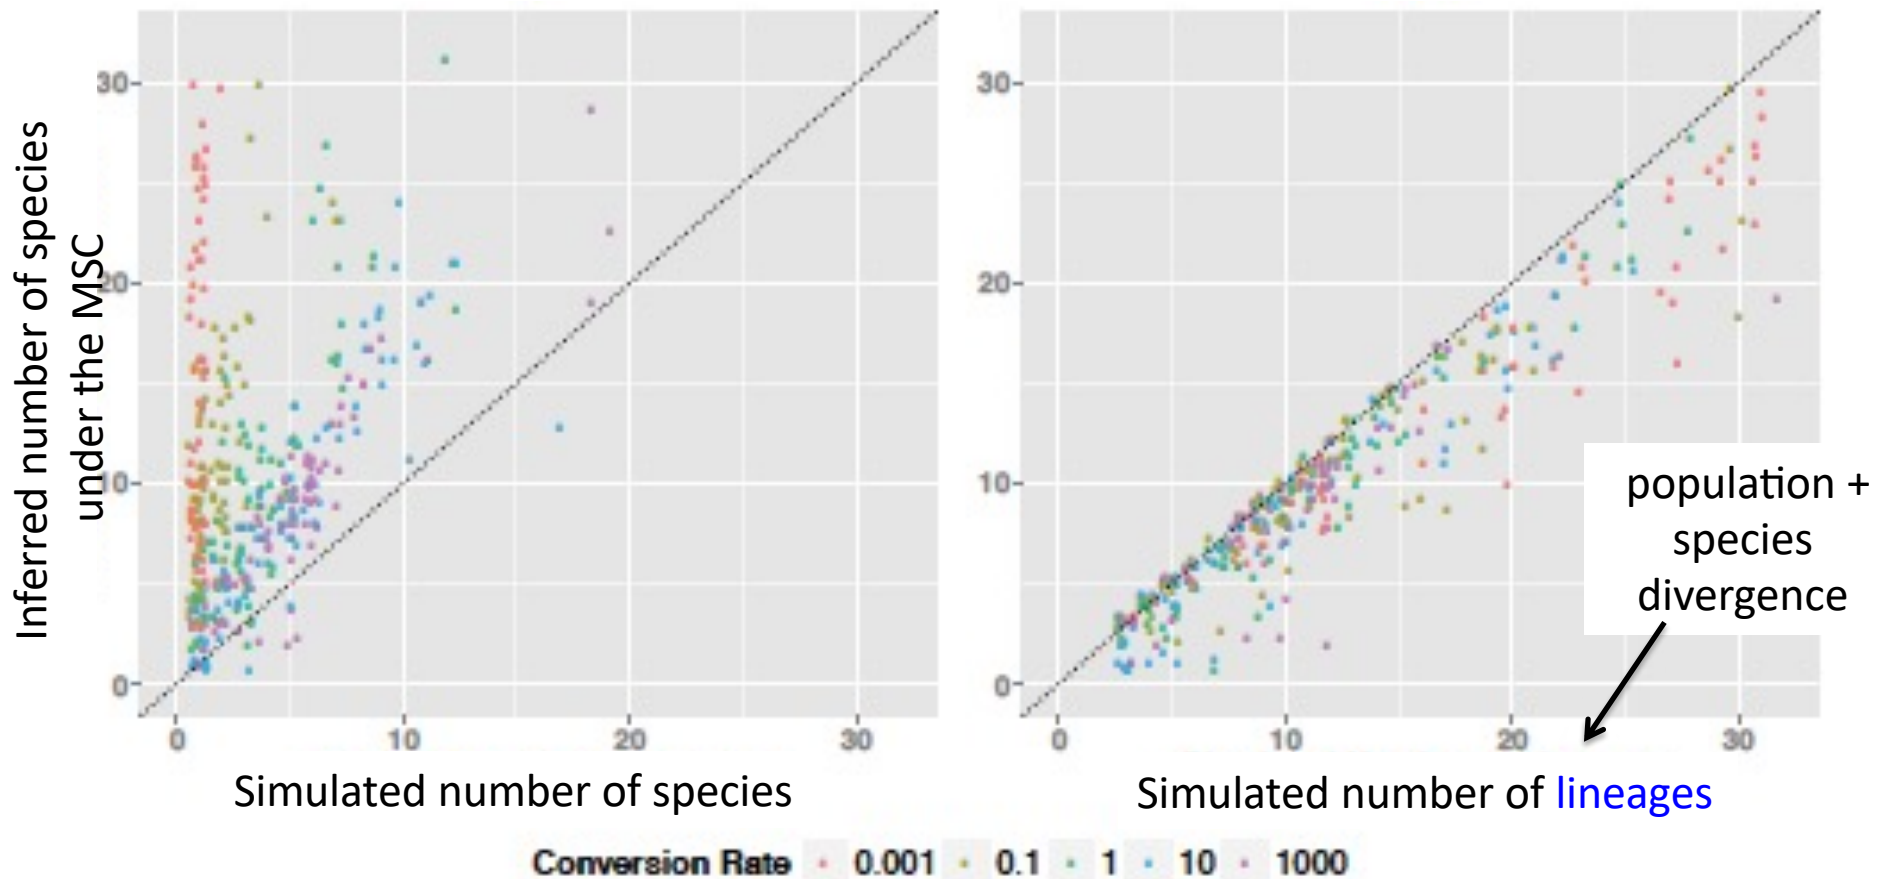 Inferred number of species
under the MSC
30
20
10
0
0 10 20 30
Simulated number of species
30
20
10
0
0 10 20 30
Simulated number of lineages
population +
species
divergence
Conversion Rate 0.001 0.1 1 10 1000